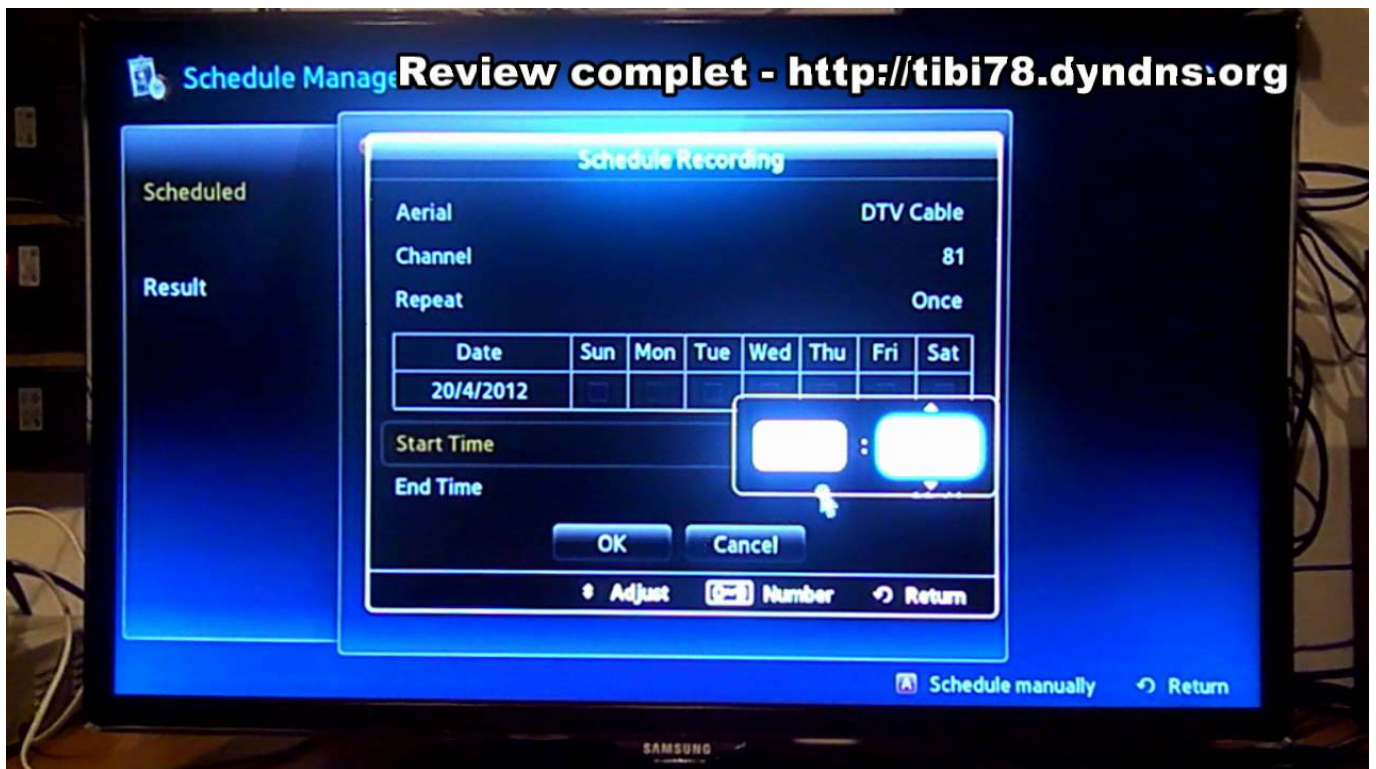 Schedule Manage
Review complet - http://tibi78.dyndns.org
Schedule Recording
Scheduled
Result
Aerial DTV Cable
Channel 81
Repeat Once
Date Sun Mon Tue Wed Thu Fri Sat
20/4/2012
Start Time :
End Time
OK Cancel
Adjust Number Return
A Schedule manually Return
SAMSUNG